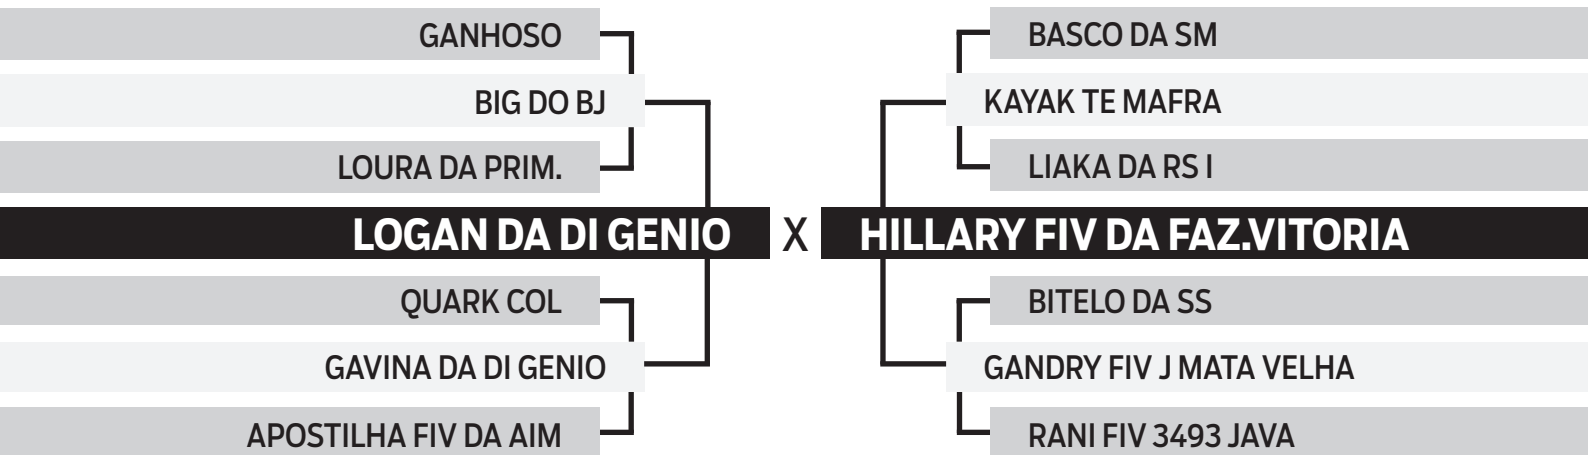 GANHOSO
BIG DO BJ
LOURA DA PRIM.
LOGAN DA DI GENIO
QUARK COL
GAVINA DA DI GENIO
APOSTILHA FIV DA AIM
X
BASCO DA SM
KAYAK TE MAFRA
LIAKA DA RS I
HILLARY FIV DA FAZ.VITORIA
BITELO DA SS
GANDRY FIV J MATA VELHA
RANI FIV 3493 JAVA